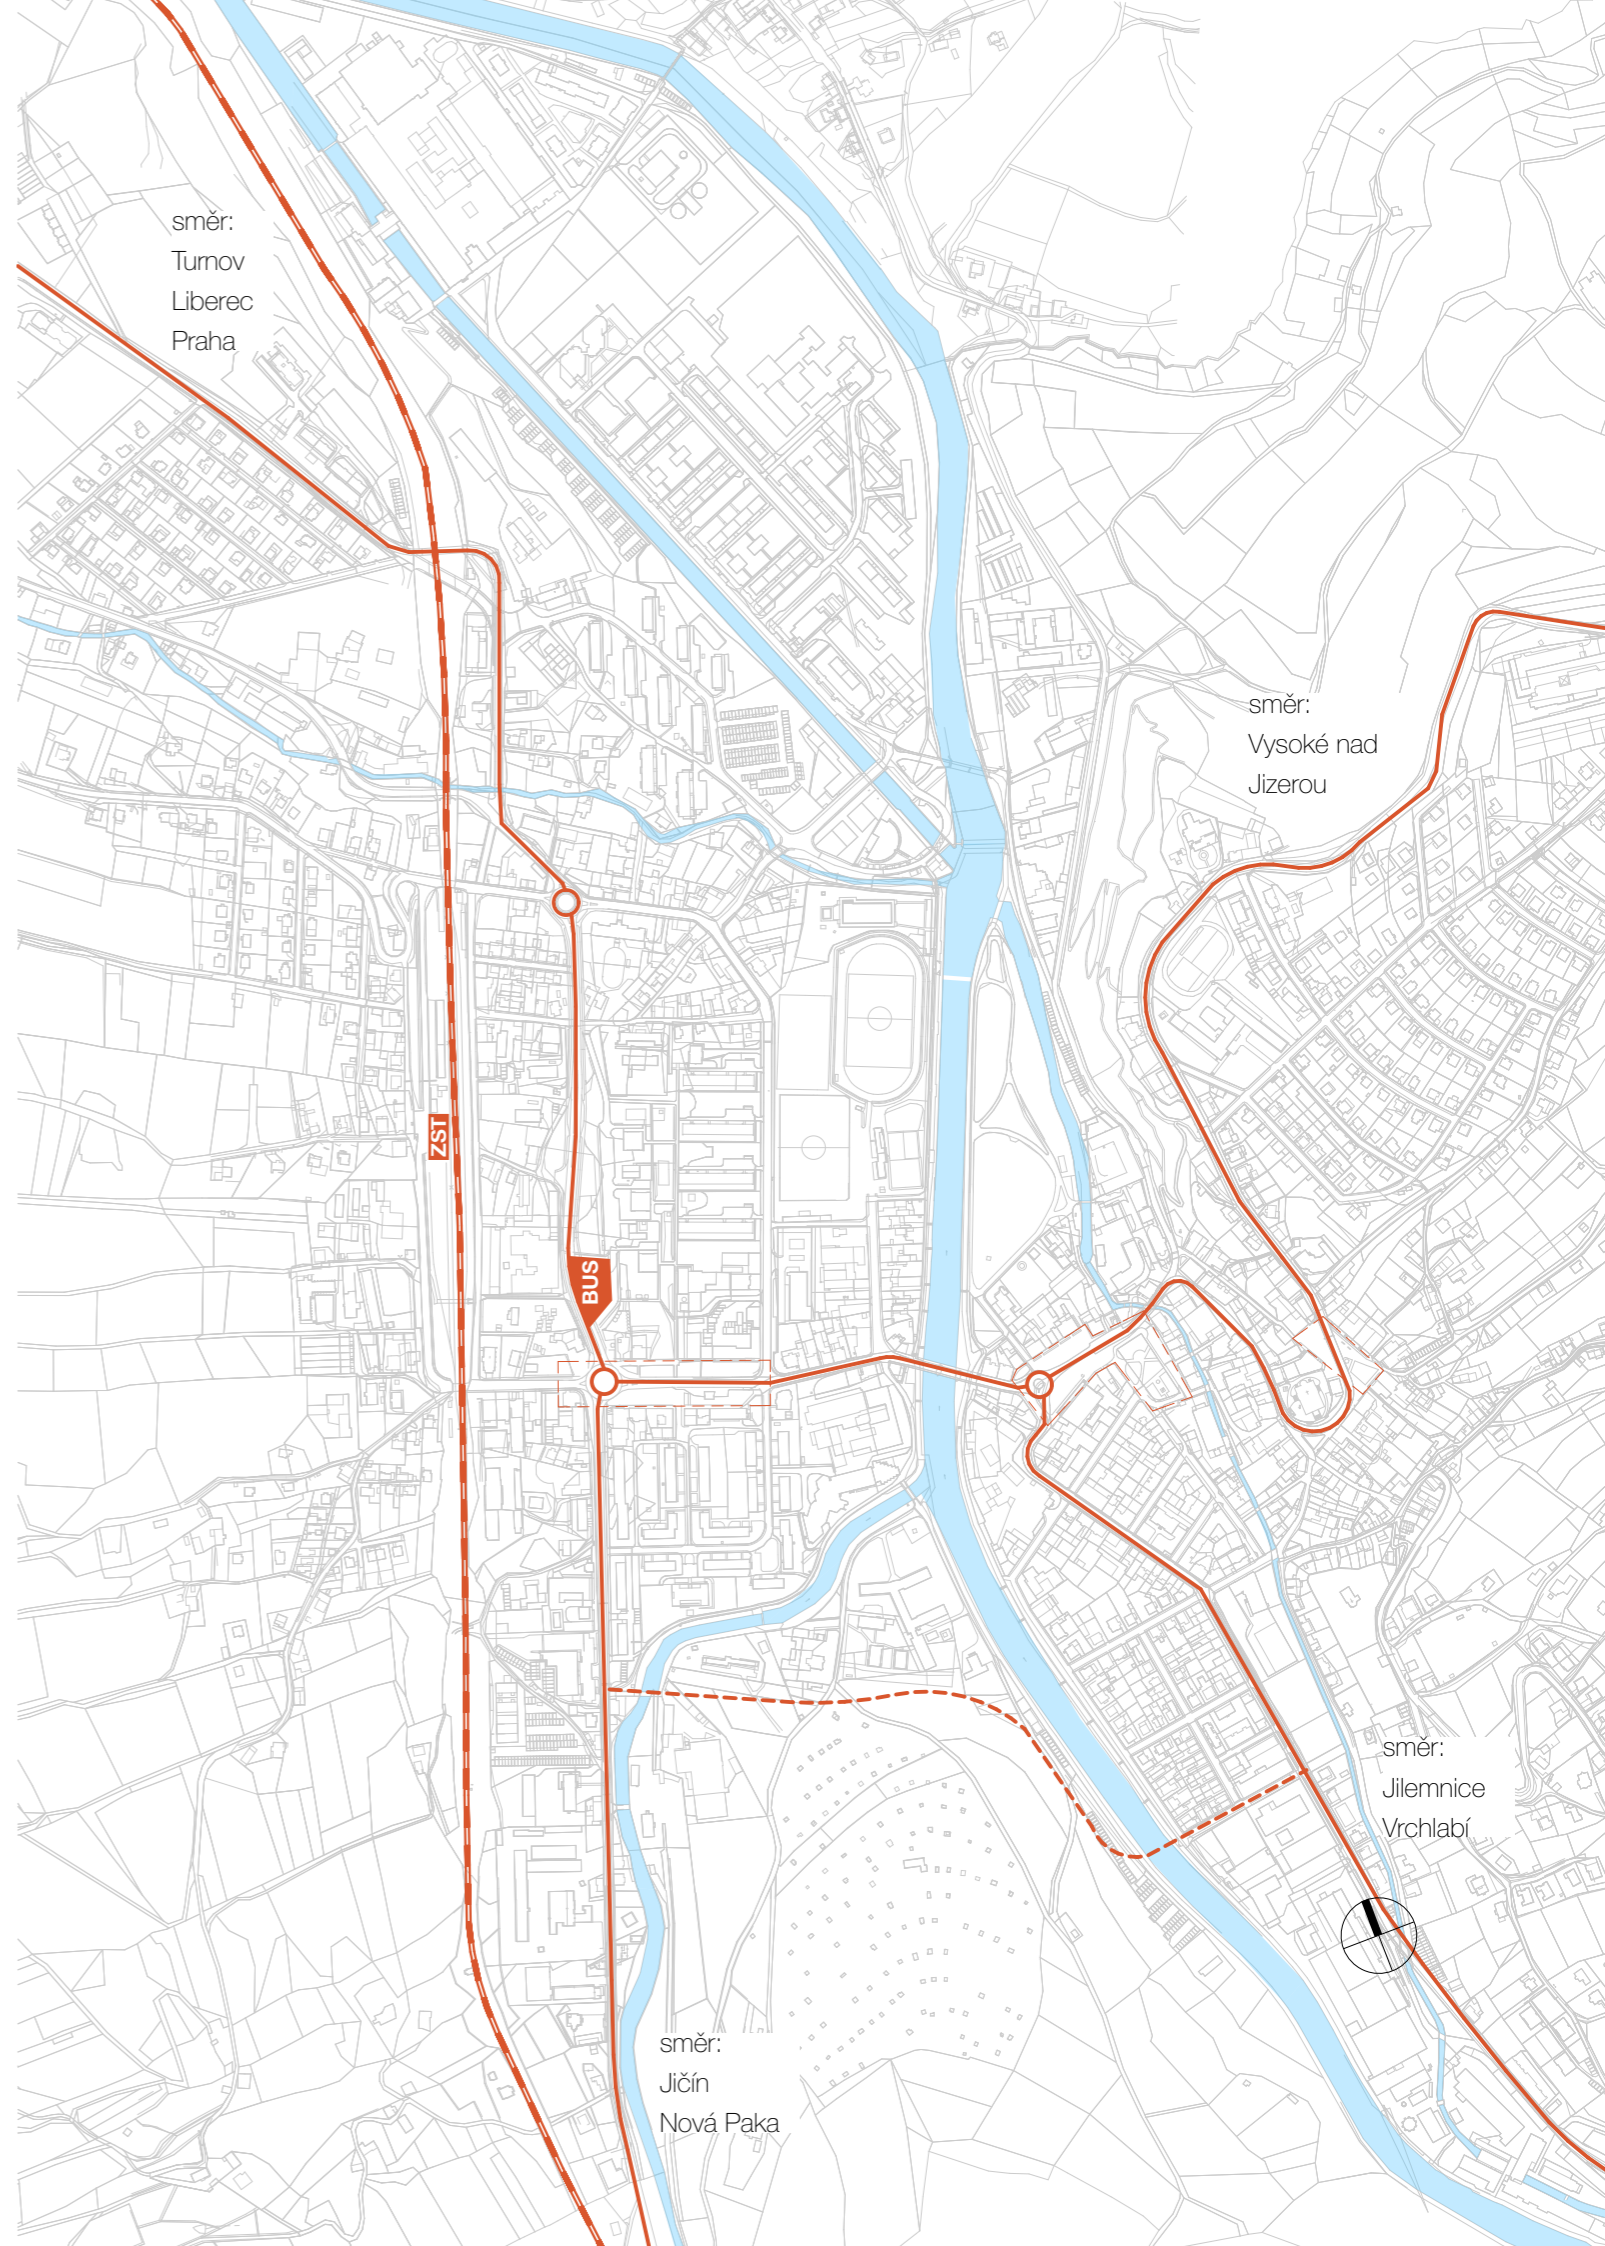 směr:
Turnov
Liberec
Praha
směr:
Vysoké nad
Jizerou
ZST
BUS
směr:
Jilemnice
Vrchlabí
směr:
Jičín
Nová Paka